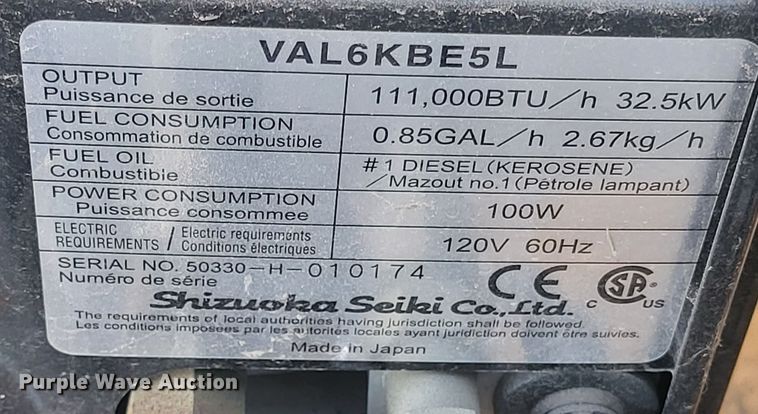 VAL6KBE5L
OUTPUT
Puissance de sortie
111,000BTU/h 32.5kW
FUEL CONSUMPTION
Consommation de combustible
0.85GAL/h 2.67kg/h
FUEL OIL
Combustible
#1 DIESEL(KEROSENE)
/Mazout no.1(Pétrole lampant)
POWER CONSUMPTION
Puissance consommee
100W
ELECTRIC REQUIREMENTS / Electric requirements
Conditions électriques
120V 60Hz
SERIAL NO. 50330-H-010174
Numéro de série
CE
C SA US
Shizuoka Seiki Co., Ltd.
The requirements of local authorities having jurisdiction shall be followed.
Les conditions imposées par les autorités locales ayant juridiction doivent être suivies.
Made in Japan
Purple Wave Auction